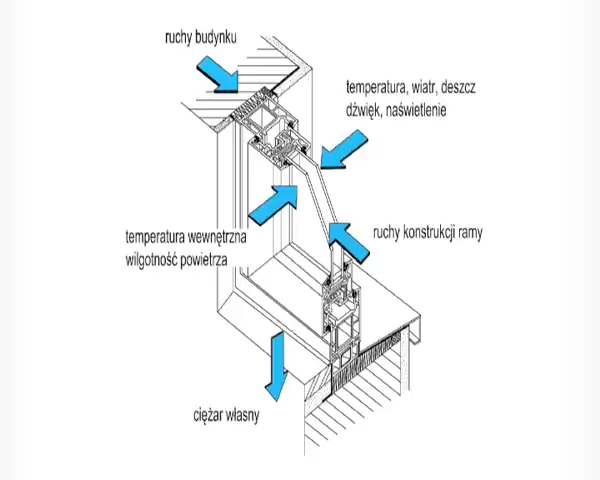 ruchy budynku
temperatura, wiatr, deszcz
dźwięk, naświetlenie
temperatura wewnętrzna
wilgotność powietrza
ruchy konstrukcji ramy
ciężar własny